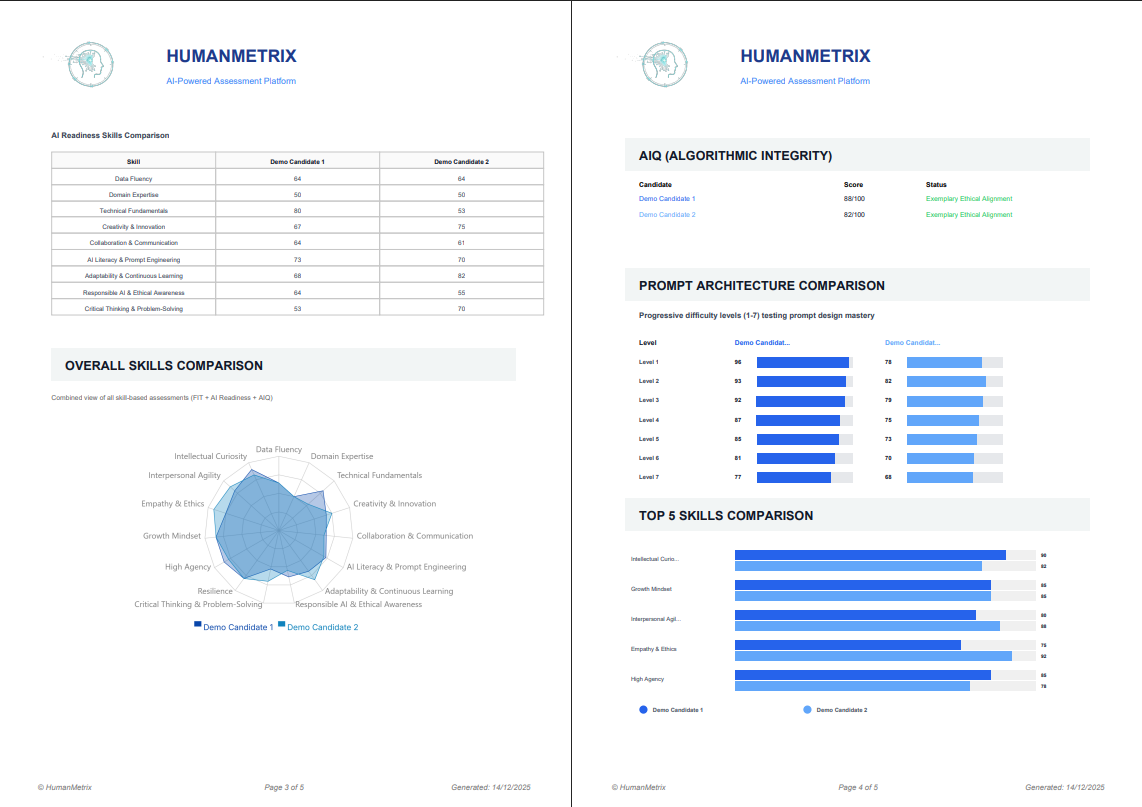 HUMANMETRIX
AI-Powered Assessment Platform
AI Readiness Skills Comparison
Skill Demo Candidate 1 Demo Candidate 2
Data Fluency 64 64
Domain Expertise 50 50
Technical Fundamentals 80 53
Creativity & Innovation 67 75
Collaboration & Communication 64 61
AI Literacy & Prompt Engineering 73 70
Adaptability & Continuous Learning 68 82
Responsible AI & Ethical Awareness 64 55
Critical Thinking & Problem-Solving 53 70
OVERALL SKILLS COMPARISON
Combined view of all skill-based assessments (FIT + AI Readiness + AIQ)
Data Fluency
Domain Expertise
Technical Fundamentals
Creativity & Innovation
Collaboration & Communication
AI Literacy & Prompt Engineering
Adaptability & Continuous Learning
Responsible AI & Ethical Awareness
Critical Thinking & Problem-Solving
Resilience
High Agency
Growth Mindset
Empathy & Ethics
Interpersonal Agility
Intellectual Curiosity
Demo Candidate 1 Demo Candidate 2
© HumanMetrix Page 3 of 5 Generated: 14/12/2025
HUMANMETRIX
AI-Powered Assessment Platform
AIQ (ALGORITHMIC INTEGRITY)
Candidate Score Status
Demo Candidate 1 88/100 Exemplary Ethical Alignment
Demo Candidate 2 82/100 Exemplary Ethical Alignment
PROMPT ARCHITECTURE COMPARISON
Progressive difficulty levels (1-7) testing prompt design mastery
Level Demo Candidat... Demo Candidat...
Level 1 96 78
Level 2 93 82
Level 3 92 79
Level 4 87 75
Level 5 85 73
Level 6 81 70
Level 7 77 68
TOP 5 SKILLS COMPARISON
Intellectual Curio... 90
82
Growth Mindset 85
85
Interpersonal Agil... 80
88
Empathy & Ethics 75
92
High Agency 85
78
Demo Candidate 1 Demo Candidate 2
© HumanMetrix Page 4 of 5 Generated: 14/12/2025